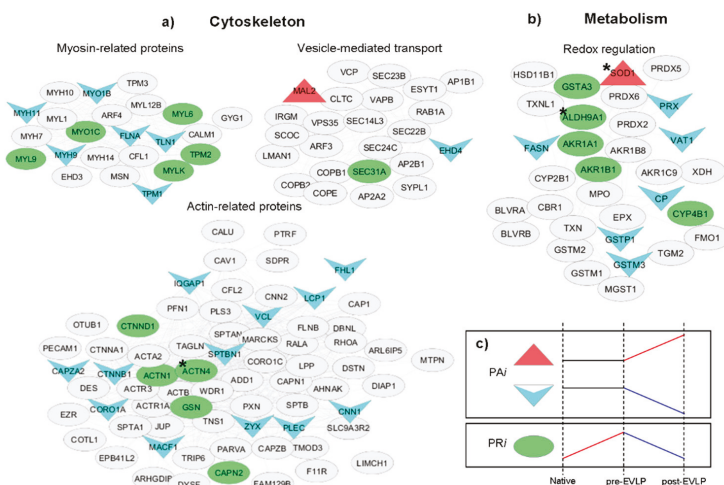 a) Cytoskeleton
b) Metabolism
Myosin-related proteins
Vesicle-mediated transport
Redox regulation
MYH10 MYO1B TPM3
MYH11 MYL12B MYL6
MYL1 ARF4 GYG1
MYH7 MYO1C FLNA TLN1 CALM1
MYL9 MYH9 MYH14 CFL1 TPM2
EHD3 MSN MYLK
TPM1
VCP SEC23B AP1B1
MAL2 CLTC VAPB ESYT1
IRGM VPS35 SEC14L3 RAB1A
SCOC SEC22B
LMAN1 ARF3 SEC24C EHD4
COPB1 SEC31A AP2B1
COPB2 COPE AP2A2 SYPL1
* SOD1
HSD11B1 GSTA3 PRDX5
TXNL1 PRDX6 PRX
* ALDH9A1 PRDX2
FASN AKR1A1 AKR1B8 VAT1
CYP2B1 AKR1B1 AKR1C9 XDH
MPO CP
BLVRA CBR1 EPX CYP4B1
BLVRB TXN GSTP1 FMO1
GSTM2 GSTM3 TGM2
GSTM1 MGST1
Actin-related proteins
CALU PTRF
CAV1 SDPR FHL1
IQGAP1 CFL2 CNN2 LCP1
PFN1 PLS3 VCL CAP1
OTUB1 CTNND1 SPTAN FLNB DBNL
PECAM1 CTNNA1 ACTA2 TAGLN MARCKS RALA RHOA
* SPTBN1 CORO1C ARL6IP5 MTPN
CAPZA2 CTNNB1 ACTN1 ACTN4 LPP DSTN
DES ACTR3 ACTB WDR1 ADD1 CAPN1 AHNAK DIAP1
EZR CORO1A ACTR1A GSN PXN SPTB CNN1
COTL1 SPTA1 JUP TNS1 ZYX PLEC SLC9A3R2
MACF1 PARVA CAPZB TMOD3
EPB41L2 TRIP6 LIMCH1
ARHGDIP CAPN2 F11R
FAM129B
c)
PAi
PRi
Native pre-EVLP post-EVLP